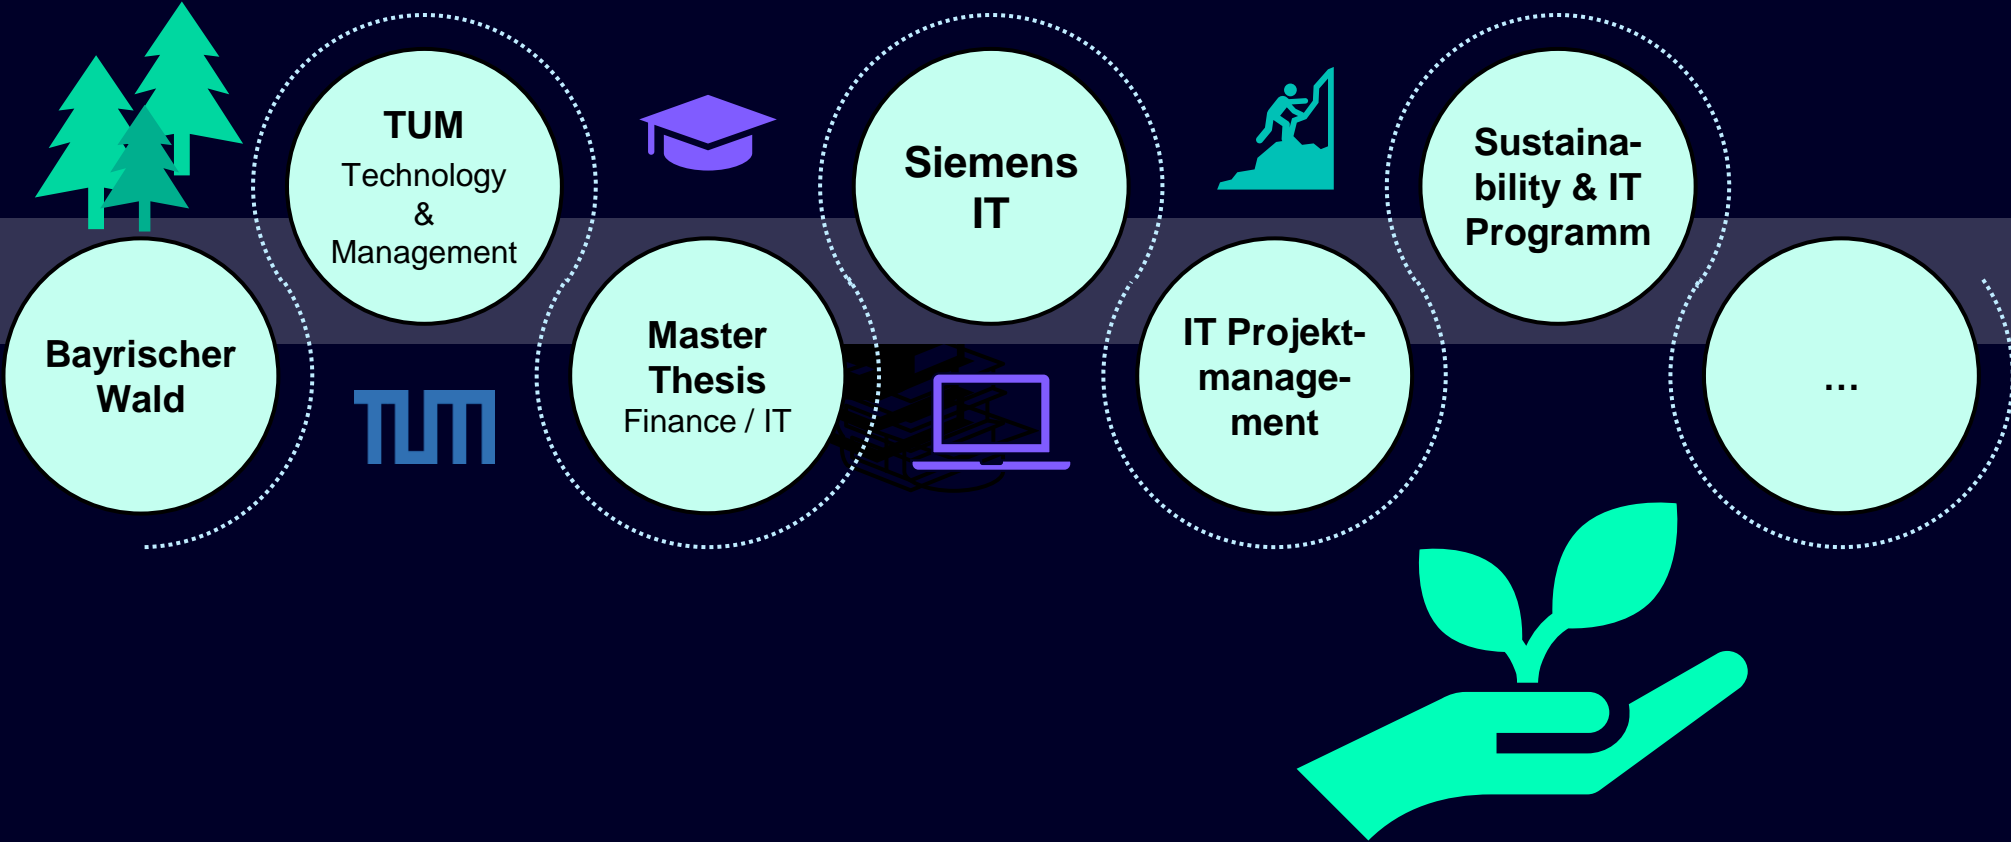 Bayrischer
Wald
TUM
Technology
&
Management
TUM
Master
Thesis
Finance / IT
Siemens
IT
IT Projekt-
manage-
ment
Sustaina-
bility & IT
Programm
…